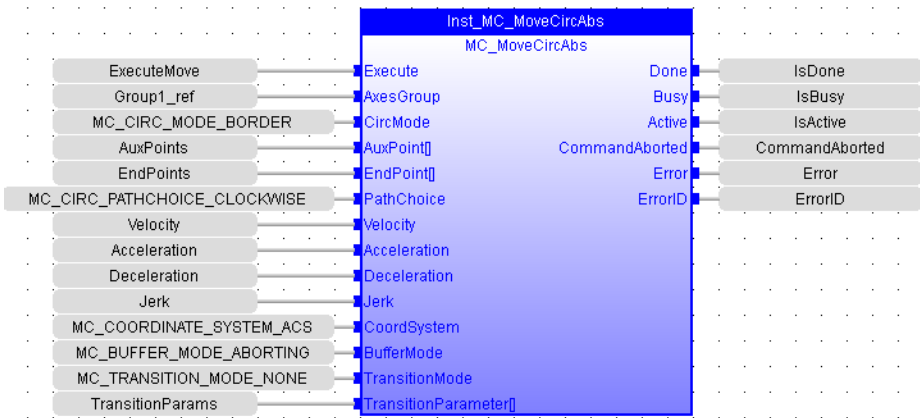 Inst_MC_MoveCircAbs
MC_MoveCircAbs
ExecuteMove Execute Done IsDone
Group1_ref AxesGroup Busy IsBusy
MC_CIRC_MODE_BORDER CircMode Active IsActive
AuxPoints AuxPoint[] CommandAborted CommandAborted
EndPoints EndPoint[] Error Error
MC_CIRC_PATHCHOICE_CLOCKWISE PathChoice ErrorID ErrorID
Velocity Velocity
Acceleration Acceleration
Deceleration Deceleration
Jerk Jerk
MC_COORDINATE_SYSTEM_ACS CoordSystem
MC_BUFFER_MODE_ABORTING BufferMode
MC_TRANSITION_MODE_NONE TransitionMode
TransitionParams TransitionParameter[]